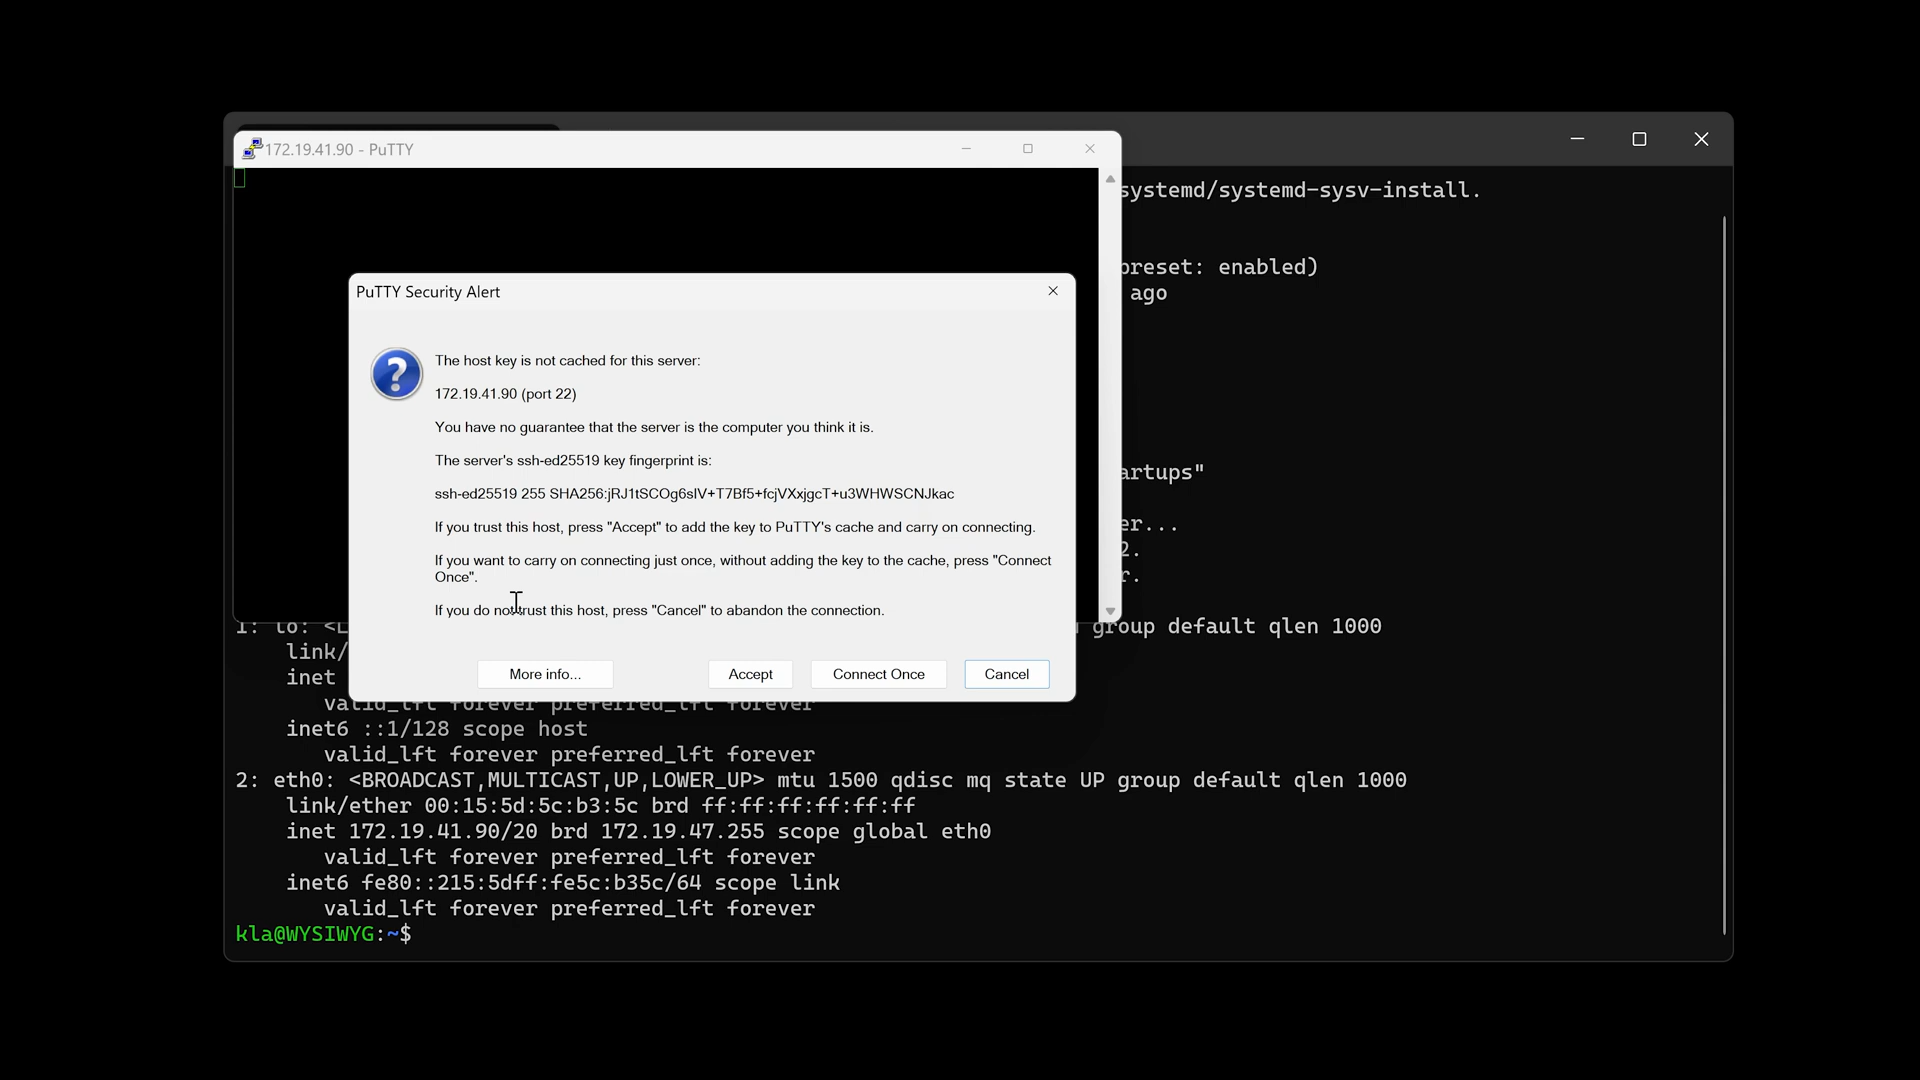 172.19.41.90 - PuTTY
systemd/systemd-sysv-install.
preset: enabled)
ago
artups"
er...
2.
r.
PuTTY Security Alert
The host key is not cached for this server:
172.19.41.90 (port 22)
You have no guarantee that the server is the computer you think it is.
The server's ssh-ed25519 key fingerprint is:
ssh-ed25519 255 SHA256:jRJ1tSCOg6slV+T7Bf5+fcjVXxjgcT+u3WHWSCNJkac
If you trust this host, press "Accept" to add the key to PuTTY's cache and carry on connecting.
If you want to carry on connecting just once, without adding the key to the cache, press "Connect
Once".
If you do not trust this host, press "Cancel" to abandon the connection.
More info... Accept Connect Once Cancel
1: lo: <L group default qlen 1000
link/
inet
valid_lft forever preferred_lft forever
inet6 ::1/128 scope host
valid_lft forever preferred_lft forever
2: eth0: <BROADCAST,MULTICAST,UP,LOWER_UP> mtu 1500 qdisc mq state UP group default qlen 1000
link/ether 00:15:5d:5c:b3:5c brd ff:ff:ff:ff:ff:ff
inet 172.19.41.90/20 brd 172.19.47.255 scope global eth0
valid_lft forever preferred_lft forever
inet6 fe80::215:5dff:fe5c:b35c/64 scope link
valid_lft forever preferred_lft forever
kla@WYSIWYG:~$